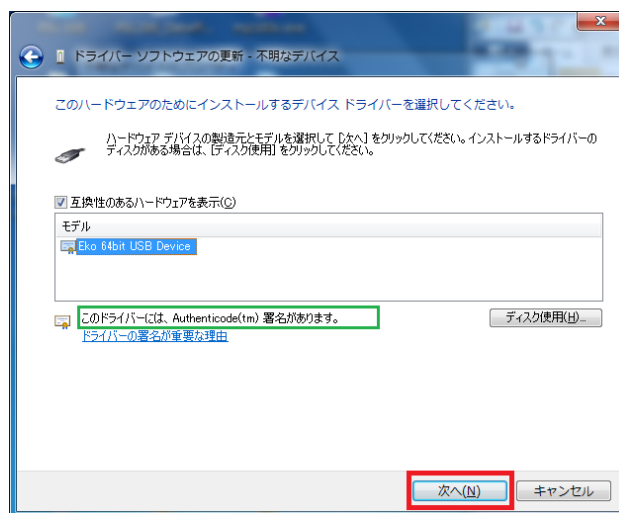 ドライバー ソフトウェアの更新 - 不明なデバイス
このハードウェアのためにインストールするデバイス ドライバーを選択してください。
ハードウェア デバイスの製造元とモデルを選択して [次へ] をクリックしてください。インストールするドライバーの
ディスクがある場合は、[ディスク使用] をクリックしてください。
互換性のあるハードウェアを表示(C)
モデル
Eko 64bit USB Device
このドライバーには、Authenticode(tm) 署名があります。
ディスク使用(H)...
ドライバーの署名が重要な理由
次へ(N)
キャンセル